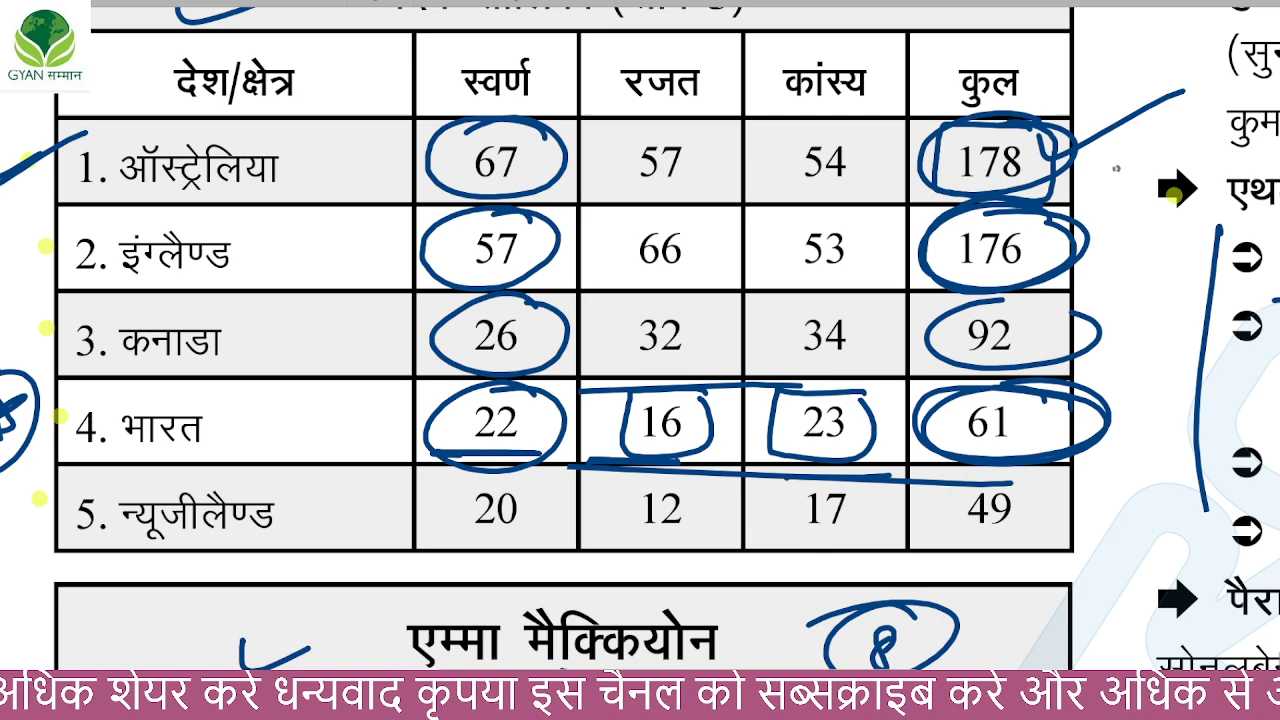 GYAN सम्मान
देश/क्षेत्र स्वर्ण रजत कांस्य कुल
1. ऑस्ट्रेलिया 67 57 54 178
2. इंग्लैण्ड 57 66 53 176
3. कनाडा 26 32 34 92
4. भारत 22 16 23 61
5. न्यूजीलैण्ड 20 12 17 49
एम्मा मैक्कियोन 8
अधिक शेयर करें धन्यवाद कृपया इस चैनल को सब्सक्राइब करें और अधिक से